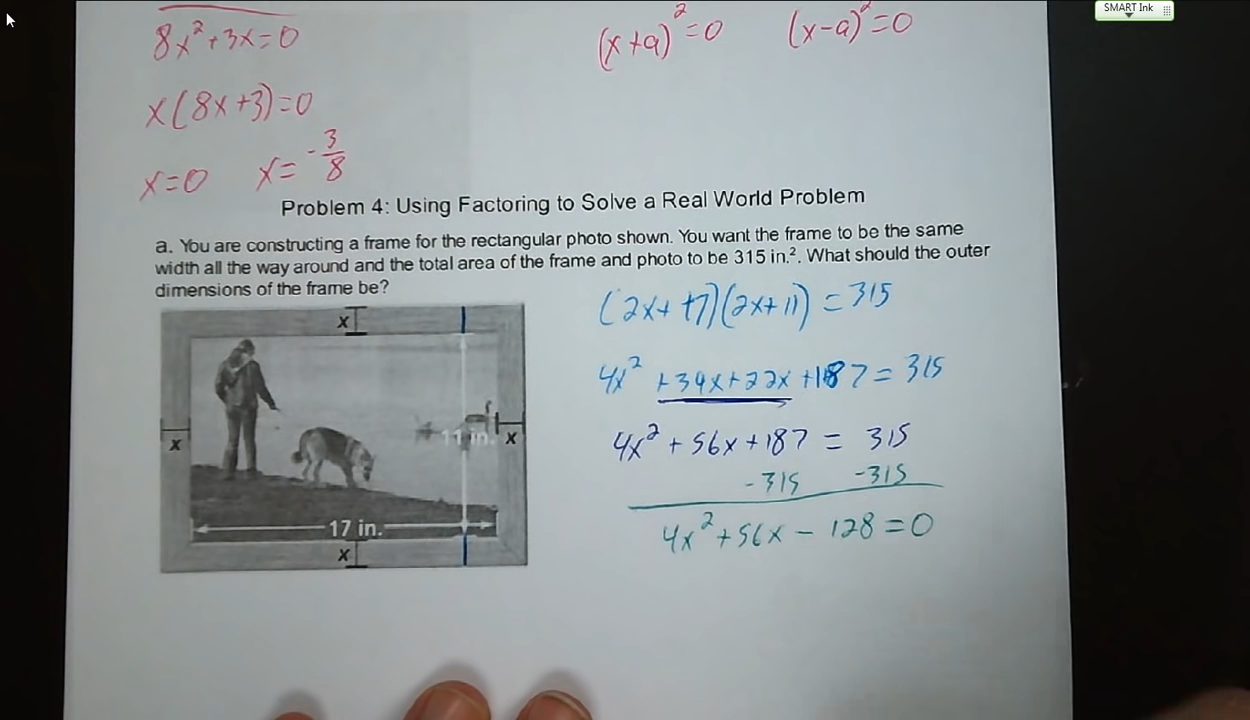 SMART Ink
8x²+3x=0
(x+a)²=0
(x-a)²=0
x(8x+3)=0
x=0 x=-3/8
Problem 4: Using Factoring to Solve a Real World Problem
a. You are constructing a frame for the rectangular photo shown. You want the frame to be the same
width all the way around and the total area of the frame and photo to be 315 in.². What should the outer
dimensions of the frame be?
x
x
11 in.
x
17 in.
x
(2x+17)(2x+11)=315
4x² +34x+22x+187=315
4x²+56x+187 = 315
-315 -315
4x²+56x-128=0